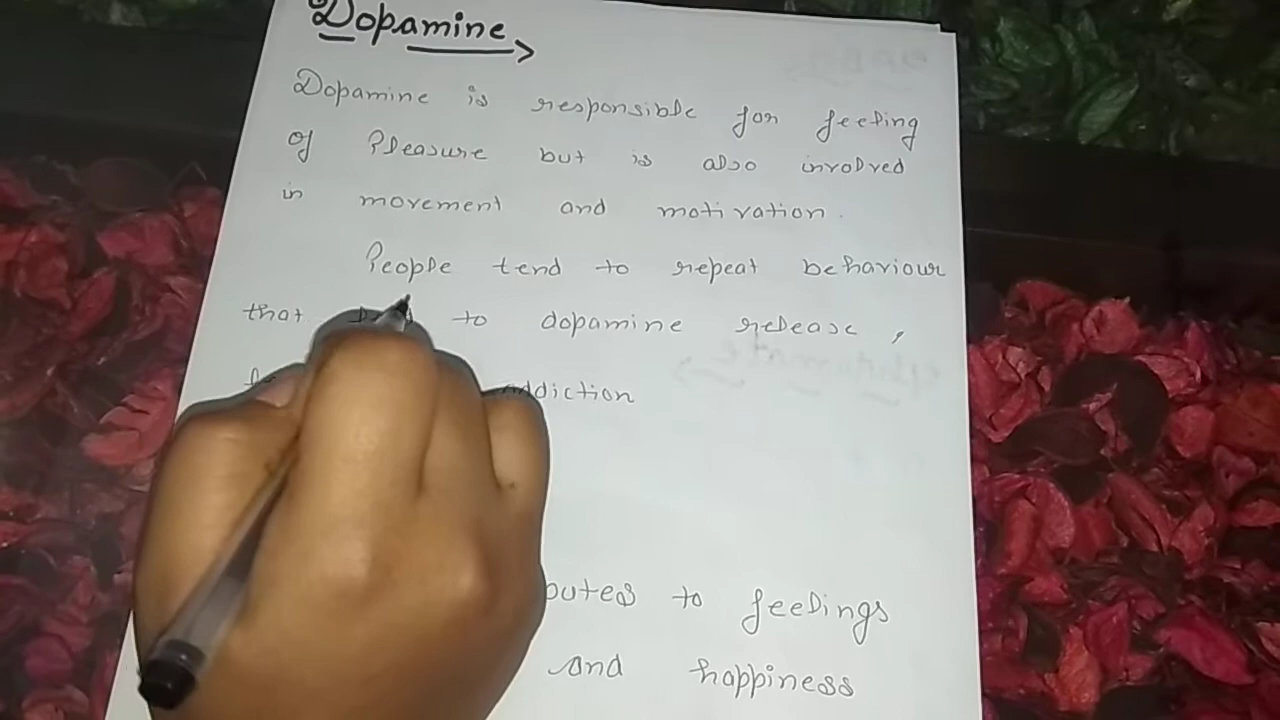 Dopamine
Dopamine is responsible for feeling
of Pleasure but is also involved
in movement and motivation.
People tend to repeat behaviour
that to dopamine release,
addiction
to feelings
and happiness